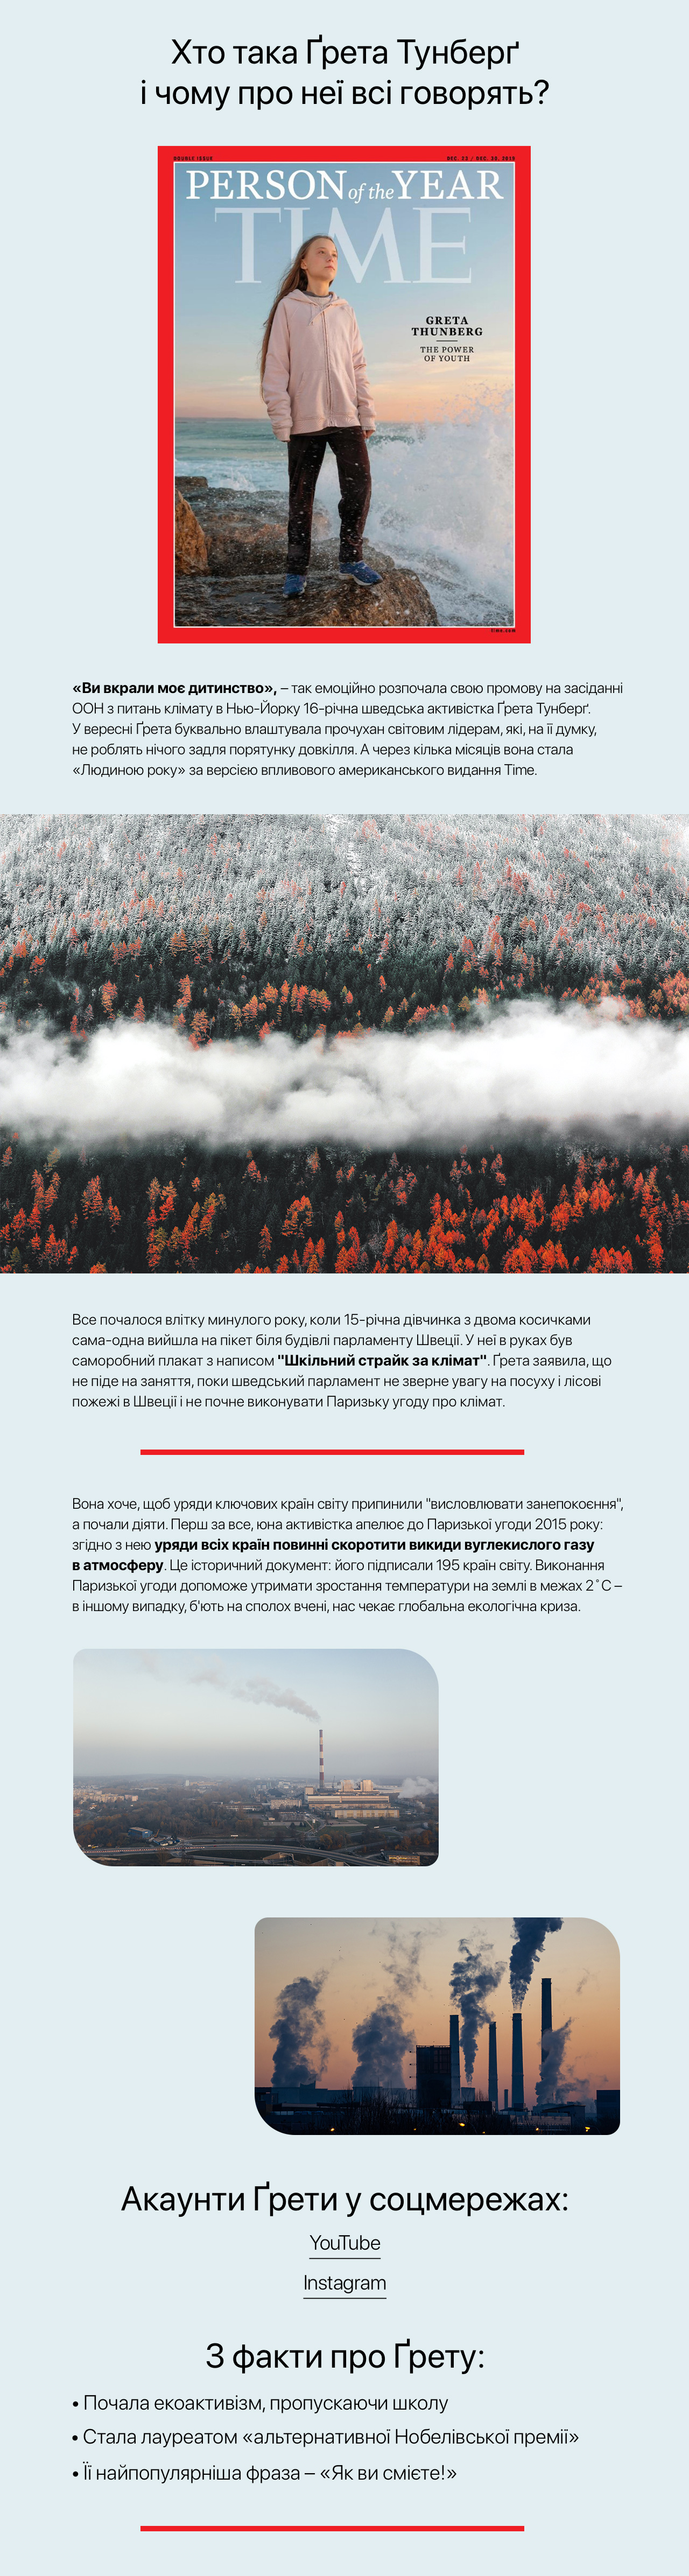 Хто така Ґрета Тунберґ
і чому про неї всі говорять?
DOUBLE ISSUE
DEC. 23 / DEC. 30, 2019
PERSON of the YEAR
TIME
GRETA
THUNBERG
THE POWER
OF YOUTH
time.com
«Ви вкрали моє дитинство», – так емоційно розпочала свою промову на засіданні
ООН з питань клімату в Нью-Йорку 16-річна шведська активістка Ґрета Тунберґ.
У вересні Ґрета буквально влаштувала прочухан світовим лідерам, які, на її думку,
не роблять нічого задля порятунку довкілля. А через кілька місяців вона стала
«Людиною року» за версією впливового американського видання Time.
Все почалося влітку минулого року, коли 15-річна дівчинка з двома косичками
сама-одна вийшла на пікет біля будівлі парламенту Швеції. У неї в руках був
саморобний плакат з написом "Шкільний страйк за клімат". Ґрета заявила, що
не піде на заняття, поки шведський парламент не зверне увагу на посуху і лісові
пожежі в Швеції і не почне виконувати Паризьку угоду про клімат.
Вона хоче, щоб уряди ключових країн світу припинили "висловлювати занепокоєння",
а почали діяти. Перш за все, юна активістка апелює до Паризької угоди 2015 року:
згідно з нею уряди всіх країн повинні скоротити викиди вуглекислого газу
в атмосферу. Це історичний документ: його підписали 195 країн світу. Виконання
Паризької угоди допоможе утримати зростання температури на землі в межах 2˚С –
в іншому випадку, б'ють на сполох вчені, нас чекає глобальна екологічна криза.
Акаунти Ґрети у соцмережах:
YouTube
Instagram
3 факти про Ґрету:
• Почала екоактивізм, пропускаючи школу
• Стала лауреатом «альтернативної Нобелівської премії»
• Її найпопулярніша фраза – «Як ви смієте!»